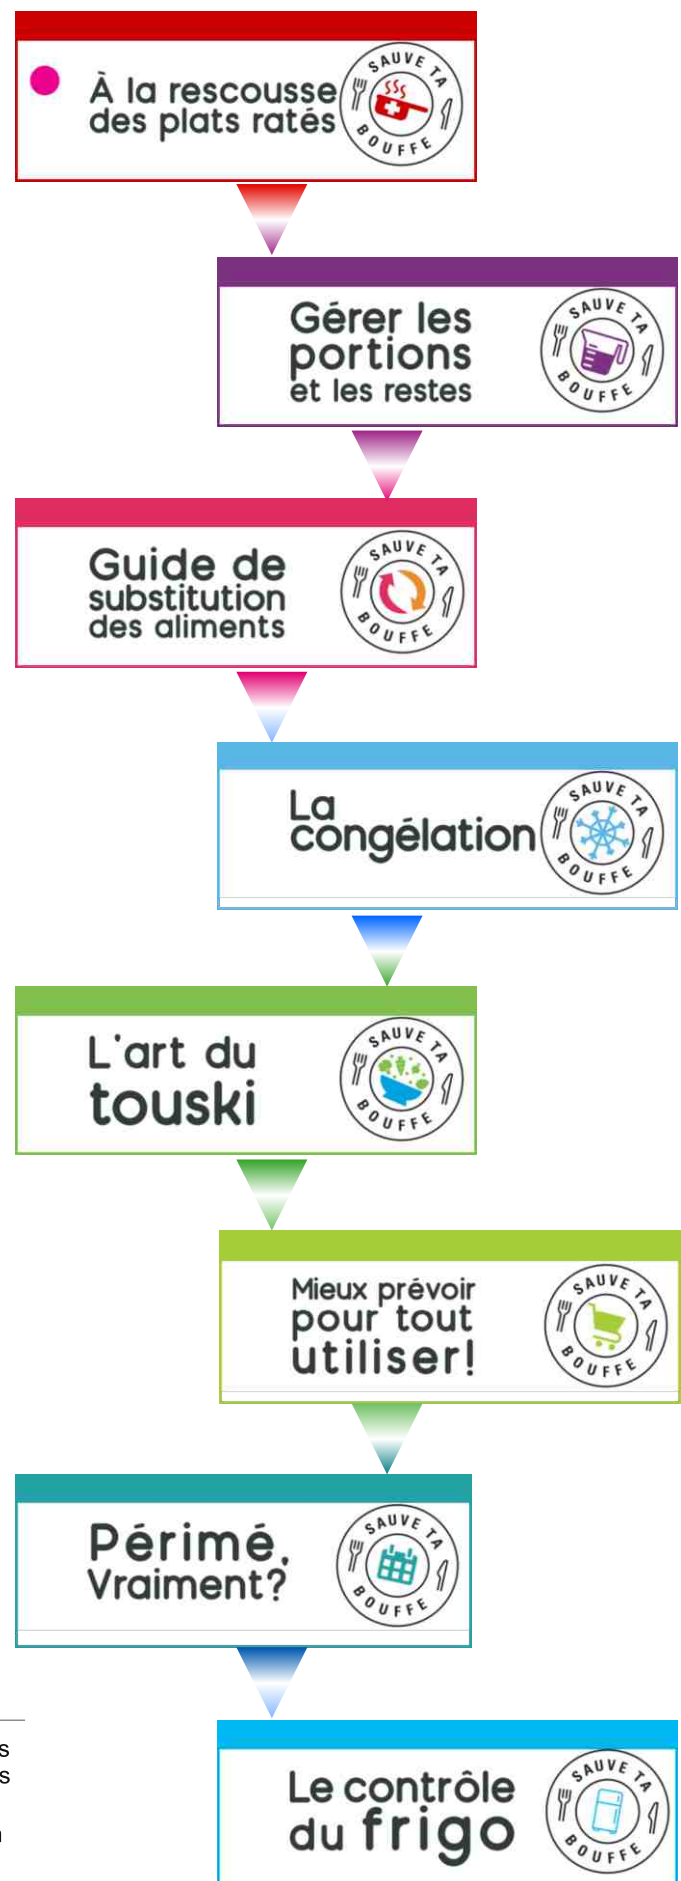 À la rescousse
des plats ratés
SAUVE TA
BOUFFE
Gérer les
portions
et les restes
SAUVE TA
BOUFFE
Guide de
substitution
des aliments
SAUVE TA
BOUFFE
La
congélation
SAUVE TA
BOUFFE
L'art du
touski
SAUVE TA
BOUFFE
Mieux prévoir
pour tout
utiliser!
SAUVE TA
BOUFFE
Périmé,
Vraiment?
SAUVE TA
BOUFFE
s
s
Le contrôle
du frigo
SAUVE TA
BOUFFE